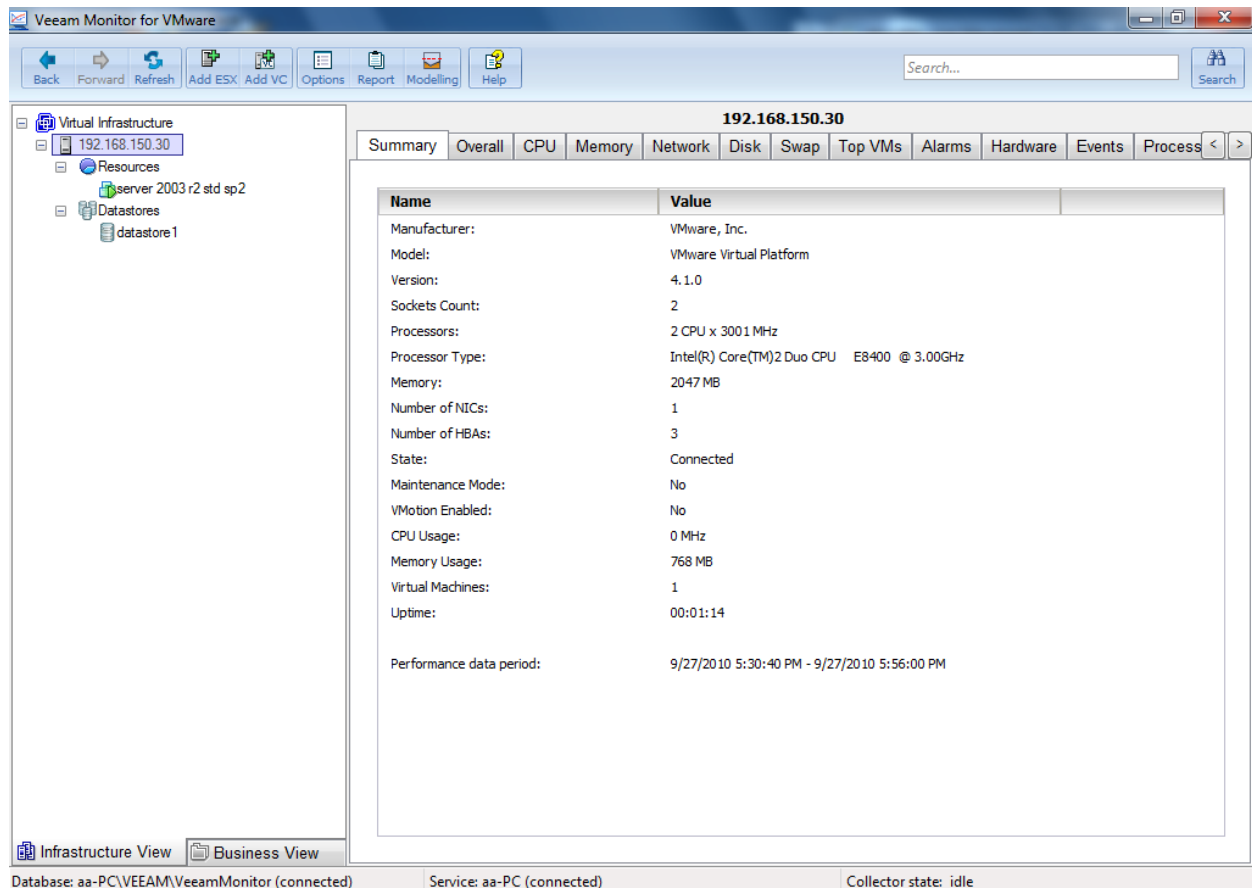 Veeam Monitor for VMware
Back Forward Refresh Add ESX Add VC Options Report Modelling Help Search... Search
Virtual Infrastructure
192.168.150.30
Resources
server 2003 r2 std sp2
Datastores
datastore1
192.168.150.30
Summary Overall CPU Memory Network Disk Swap Top VMs Alarms Hardware Events Process < >
Name Value
Manufacturer: VMware, Inc.
Model: VMware Virtual Platform
Version: 4.1.0
Sockets Count: 2
Processors: 2 CPU x 3001 MHz
Processor Type: Intel(R) Core(TM)2 Duo CPU E8400 @ 3.00GHz
Memory: 2047 MB
Number of NICs: 1
Number of HBAs: 3
State: Connected
Maintenance Mode: No
VMotion Enabled: No
CPU Usage: 0 MHz
Memory Usage: 768 MB
Virtual Machines: 1
Uptime: 00:01:14
Performance data period: 9/27/2010 5:30:40 PM - 9/27/2010 5:56:00 PM
Infrastructure View Business View
Database: aa-PC\VEEAM\VeeamMonitor (connected) Service: aa-PC (connected) Collector state: idle